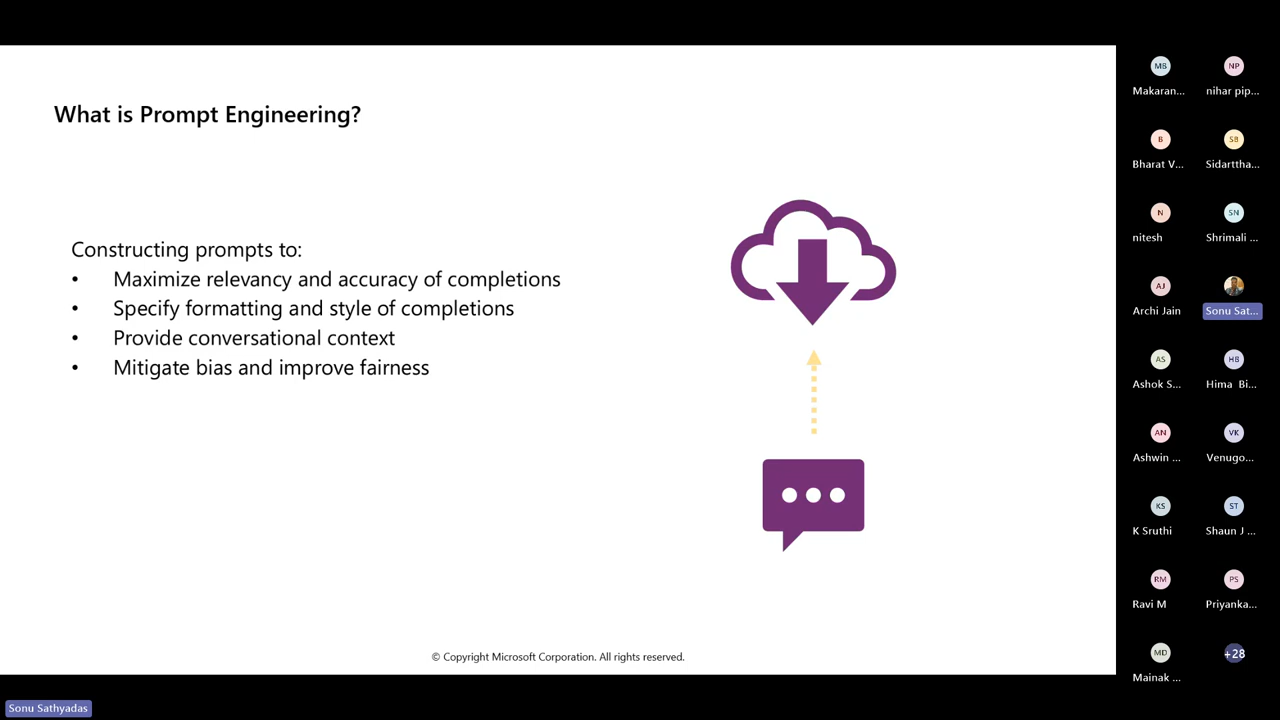 What is Prompt Engineering?
Constructing prompts to:
• Maximize relevancy and accuracy of completions
• Specify formatting and style of completions
• Provide conversational context
• Mitigate bias and improve fairness
© Copyright Microsoft Corporation. All rights reserved.
MB NP
Makaran... nihar pip...
B SB
Bharat V... Sidarttha...
N SN
nitesh Shrimali ...
AJ
Archi Jain Sonu Sat...
AS HB
Ashok S... Hima Bi...
AN VK
Ashwin ... Venugo...
KS ST
K Sruthi Shaun J ...
RM PS
Ravi M Priyanka...
MD +28
Mainak ...
Sonu Sathyadas